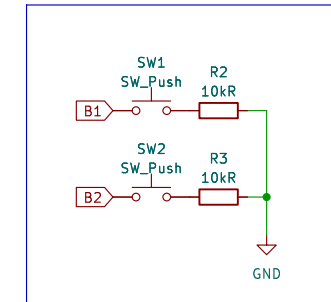 SW1
SW_Push
R2
10kR
B1
SW2
SW_Push
R3
10kR
B2
GND